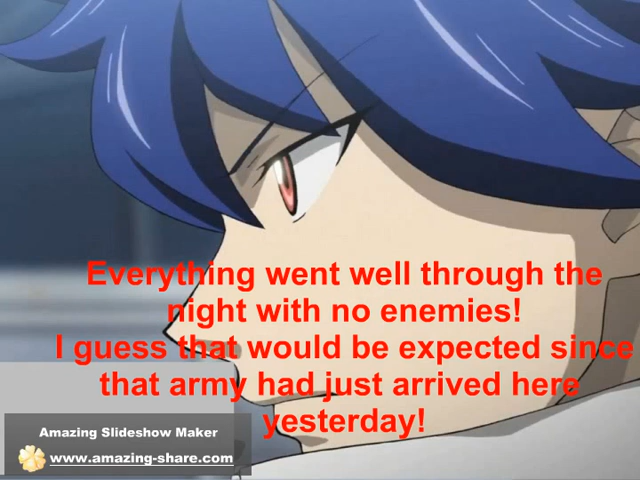 Everything went well through the
night with no enemies!
I guess that would be expected since
that army had just arrived here
yesterday!
Amazing Slideshow Maker
www.amazing-share.com